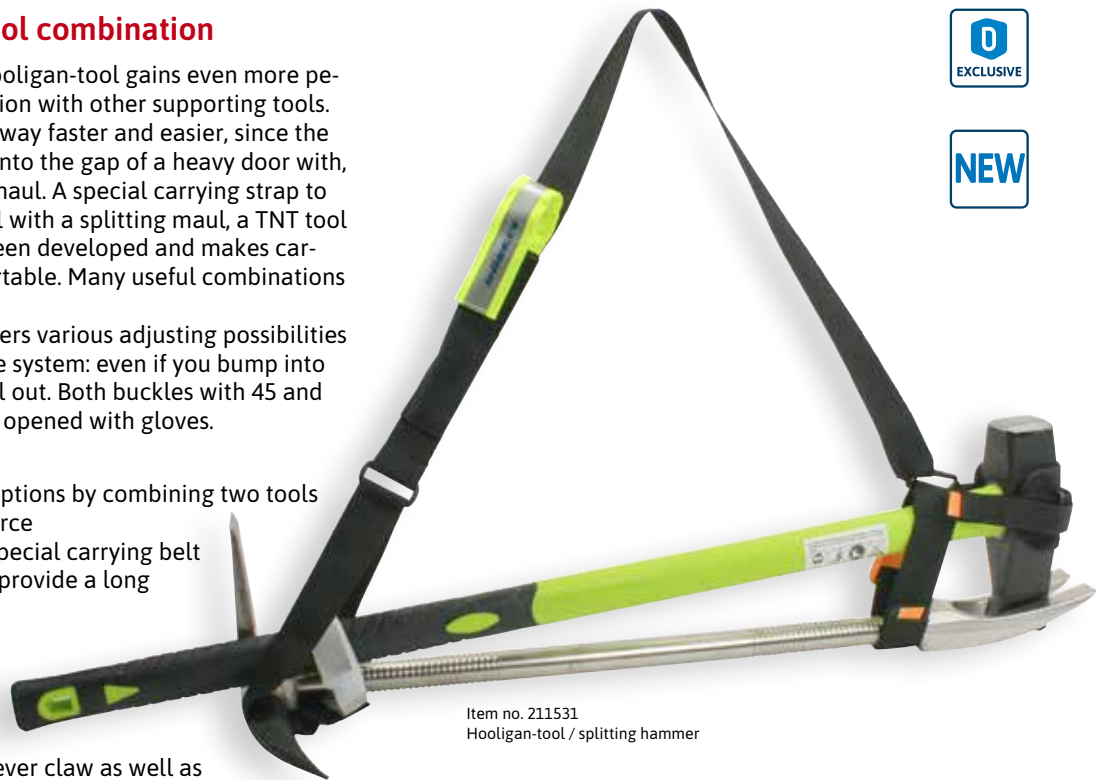 ol combination
ooligan-tool gains even more pe-
ion with other supporting tools.
way faster and easier, since the
nto the gap of a heavy door with,
naul. A special carrying strap to
l with a splitting maul, a TNT tool
een developed and makes car-
rtable. Many useful combinations
ers various adjusting possibilities
e system: even if you bump into
l out. Both buckles with 45 and
opened with gloves.
ptions by combining two tools
rce
pecial carrying belt
provide a long
ever claw as well as
D
EXCLUSIVE
NEW
Item no. 211531
Hooligan-tool / splitting hammer